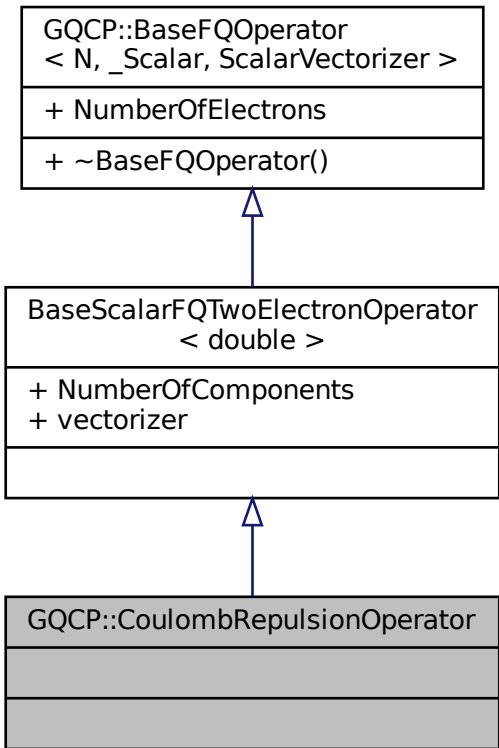 GQCP::BaseFQOperator
< N, _Scalar, ScalarVectorizer >
+ NumberOfElectrons
+ ~BaseFQOperator()
BaseScalarFQTwoElectronOperator
< double >
+ NumberOfComponents
+ vectorizer
GQCP::CoulombRepulsionOperator